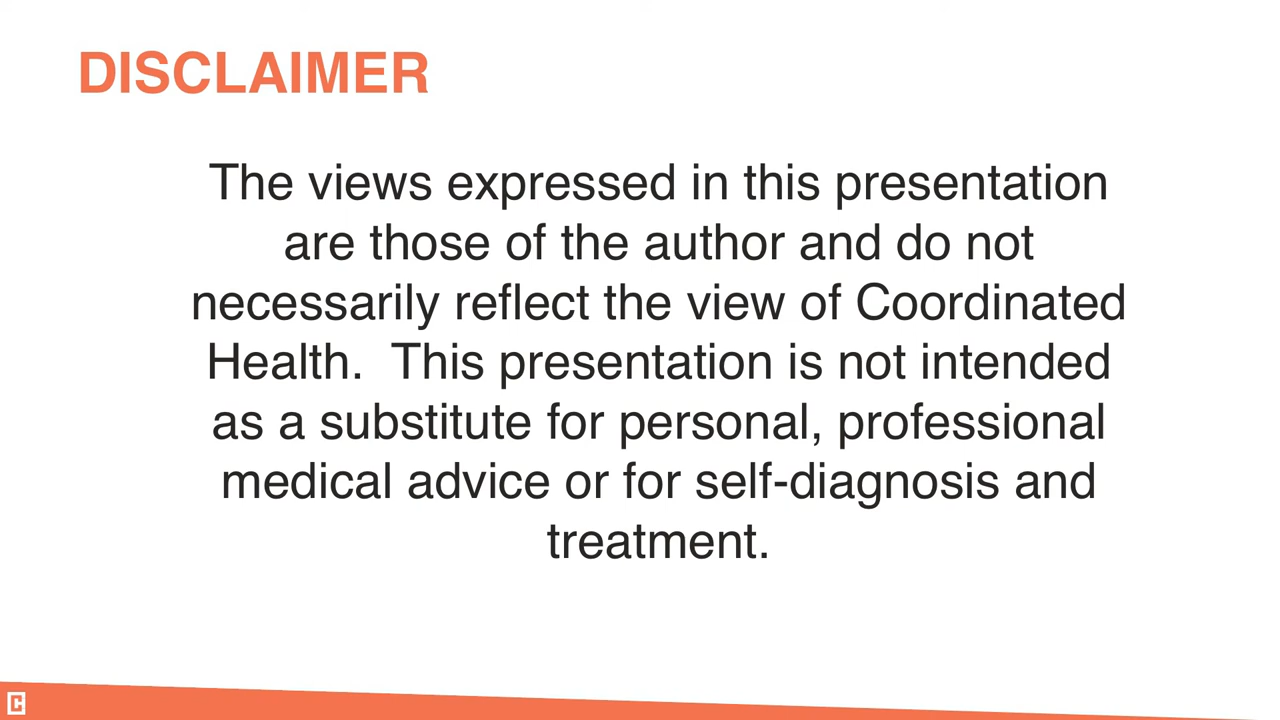 DISCLAIMER
The views expressed in this presentation
are those of the author and do not
necessarily reflect the view of Coordinated
Health.  This presentation is not intended
as a substitute for personal, professional
medical advice or for self-diagnosis and
treatment.
C